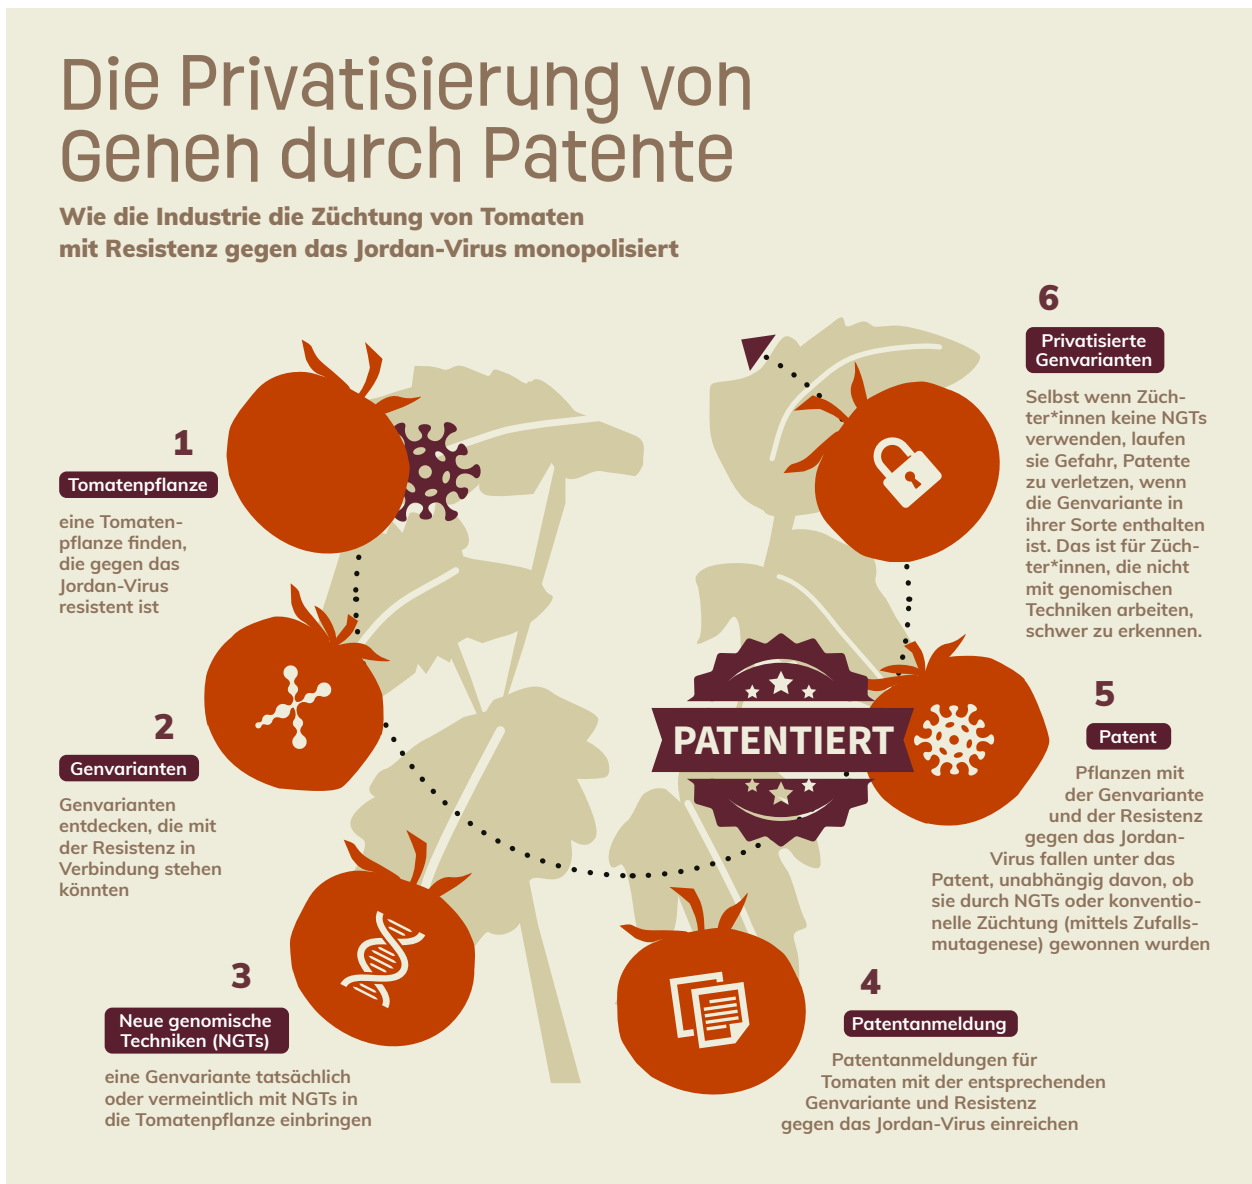 Die Privatisierung von
Genen durch Patente
Wie die Industrie die Züchtung von Tomaten
mit Resistenz gegen das Jordan-Virus monopolisiert
1
Tomatenpflanze
eine Tomaten-
pflanze finden,
die gegen das
Jordan-Virus
resistent ist
2
Genvarianten
Genvarianten
entdecken, die mit
der Resistenz in
Verbindung stehen
könnten
3
Neue genomische
Techniken (NGTs)
eine Genvariante tatsächlich
oder vermeintlich mit NGTs in
die Tomatenpflanze einbringen
4
Patentanmeldung
Patentanmeldungen für
Tomaten mit der entsprechenden
Genvariante und Resistenz
gegen das Jordan-Virus einreichen
PATENTIERT
5
Patent
Pflanzen mit
der Genvariante
und der Resistenz
gegen das Jordan-
Virus fallen unter das
Patent, unabhängig davon, ob
sie durch NGTs oder konventio-
nelle Züchtung (mittels Zufalls-
mutagenese) gewonnen wurden
6
Privatisierte
Genvarianten
Selbst wenn Züch-
ter*innen keine NGTs
verwenden, laufen
sie Gefahr, Patente
zu verletzen, wenn
die Genvariante in
ihrer Sorte enthalten
ist. Das ist für Züch-
ter*innen, die nicht
mit genomischen
Techniken arbeiten,
schwer zu erkennen.